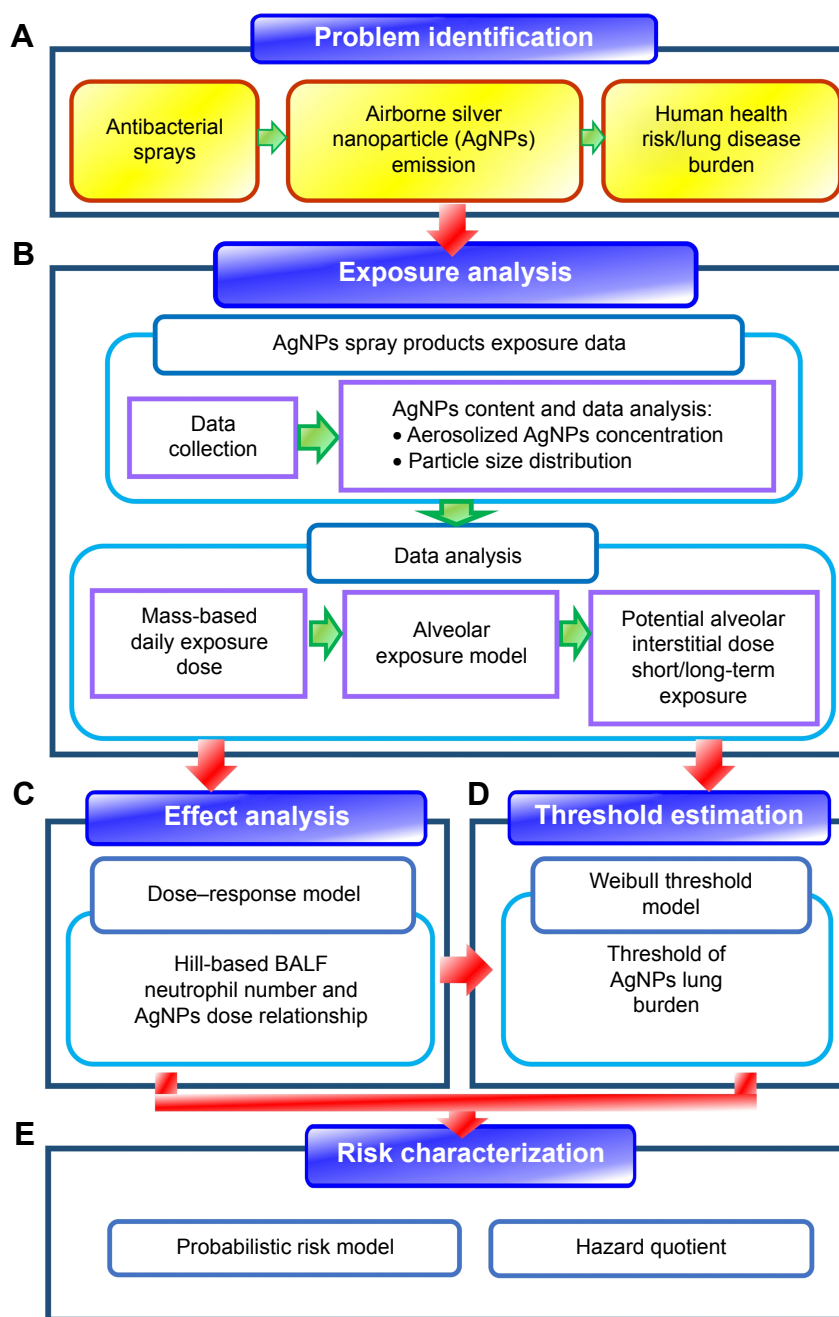 A
Problem identification
Antibacterial
sprays
Airborne silver
nanoparticle (AgNPs)
emission
Human health
risk/lung disease
burden
B
Exposure analysis
AgNPs spray products exposure data
Data
collection
AgNPs content and data analysis:
• Aerosolized AgNPs concentration
• Particle size distribution
Data analysis
Mass-based
daily exposure
dose
Alveolar
exposure model
Potential alveolar
interstitial dose
short/long-term
exposure
C
Effect analysis
Dose–response model
Hill-based BALF
neutrophil number and
AgNPs dose relationship
D
Threshold estimation
Weibull threshold
model
Threshold of
AgNPs lung
burden
E
Risk characterization
Probabilistic risk model
Hazard quotient